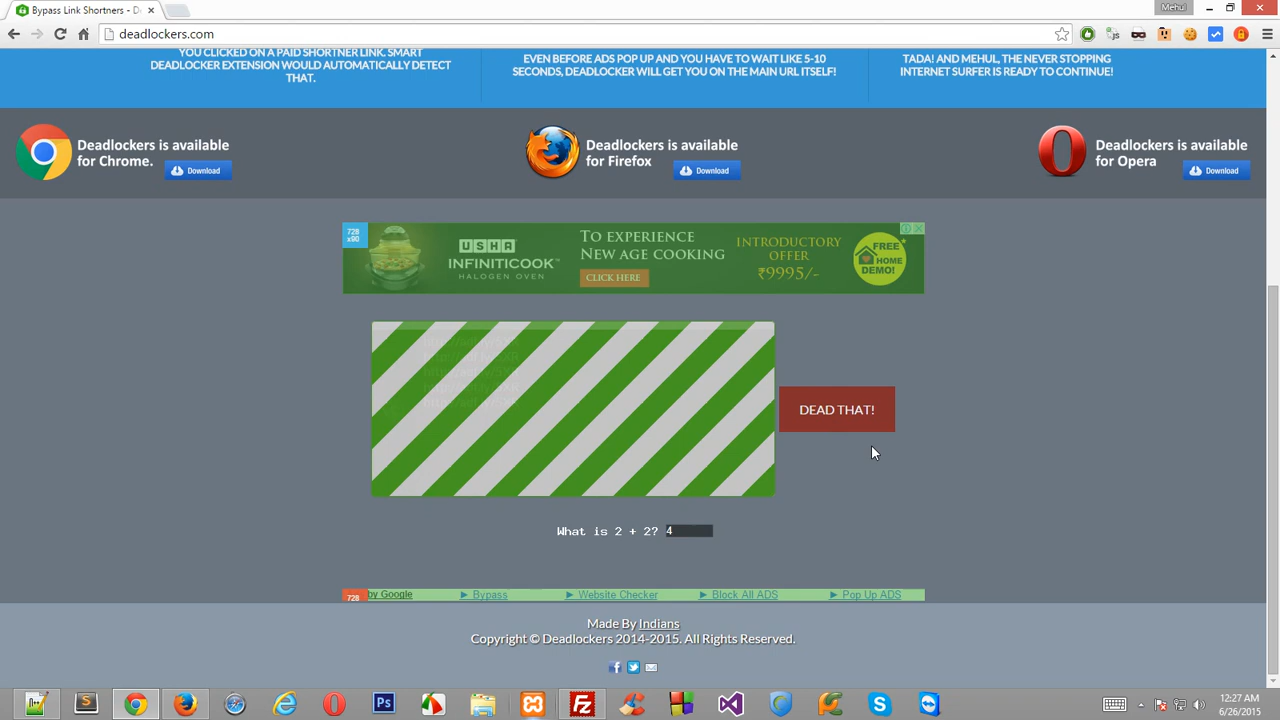 Bypass Link Shortners - D
Mehul
deadlockers.com
YOU CLICKED ON A PAID SHORTNER LINK. SMART
DEADLOCKER EXTENSION WOULD AUTOMATICALLY DETECT
THAT.
EVEN BEFORE ADS POP UP AND YOU HAVE TO WAIT LIKE 5-10
SECONDS, DEADLOCKER WILL GET YOU ON THE MAIN URL ITSELF!
TADA! AND MEHUL, THE NEVER STOPPING
INTERNET SURFER IS READY TO CONTINUE!
Deadlockers is available
for Chrome.
Download
Deadlockers is available
for Firefox
Download
Deadlockers is available
for Opera
Download
728
x90
USHA
INFINITICOOK™
HALOGEN OVEN
TO EXPERIENCE
NEW AGE COOKING
CLICK HERE
INTRODUCTORY
OFFER
₹9995/-
FREE*
HOME
DEMO!
DEAD THAT!
What is 2 + 2? 4
728
by Google
► Bypass
► Website Checker
► Block All ADS
► Pop Up ADS
Made By Indians
Copyright © Deadlockers 2014-2015. All Rights Reserved.
12:27 AM
6/26/2015